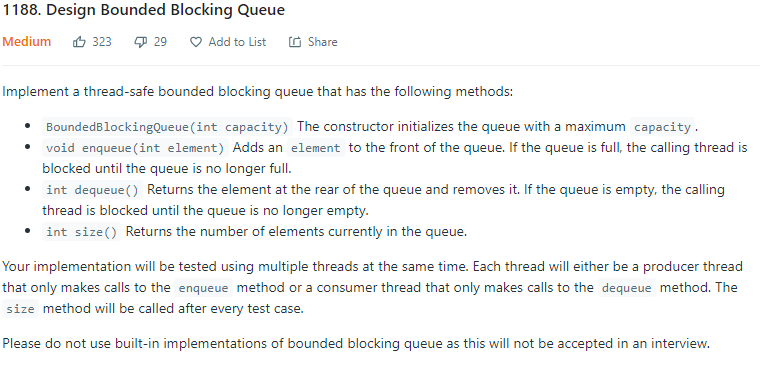 1188. Design Bounded Blocking Queue
Medium 323 29 Add to List Share
Implement a thread-safe bounded blocking queue that has the following methods:
• BoundedBlockingQueue(int capacity) The constructor initializes the queue with a maximum capacity.
• void enqueue(int element) Adds an element to the front of the queue. If the queue is full, the calling thread is
blocked until the queue is no longer full.
• int dequeue() Returns the element at the rear of the queue and removes it. If the queue is empty, the calling
thread is blocked until the queue is no longer empty.
• int size() Returns the number of elements currently in the queue.
Your implementation will be tested using multiple threads at the same time. Each thread will either be a producer thread
that only makes calls to the enqueue method or a consumer thread that only makes calls to the dequeue method. The
size method will be called after every test case.
Please do not use built-in implementations of bounded blocking queue as this will not be accepted in an interview.